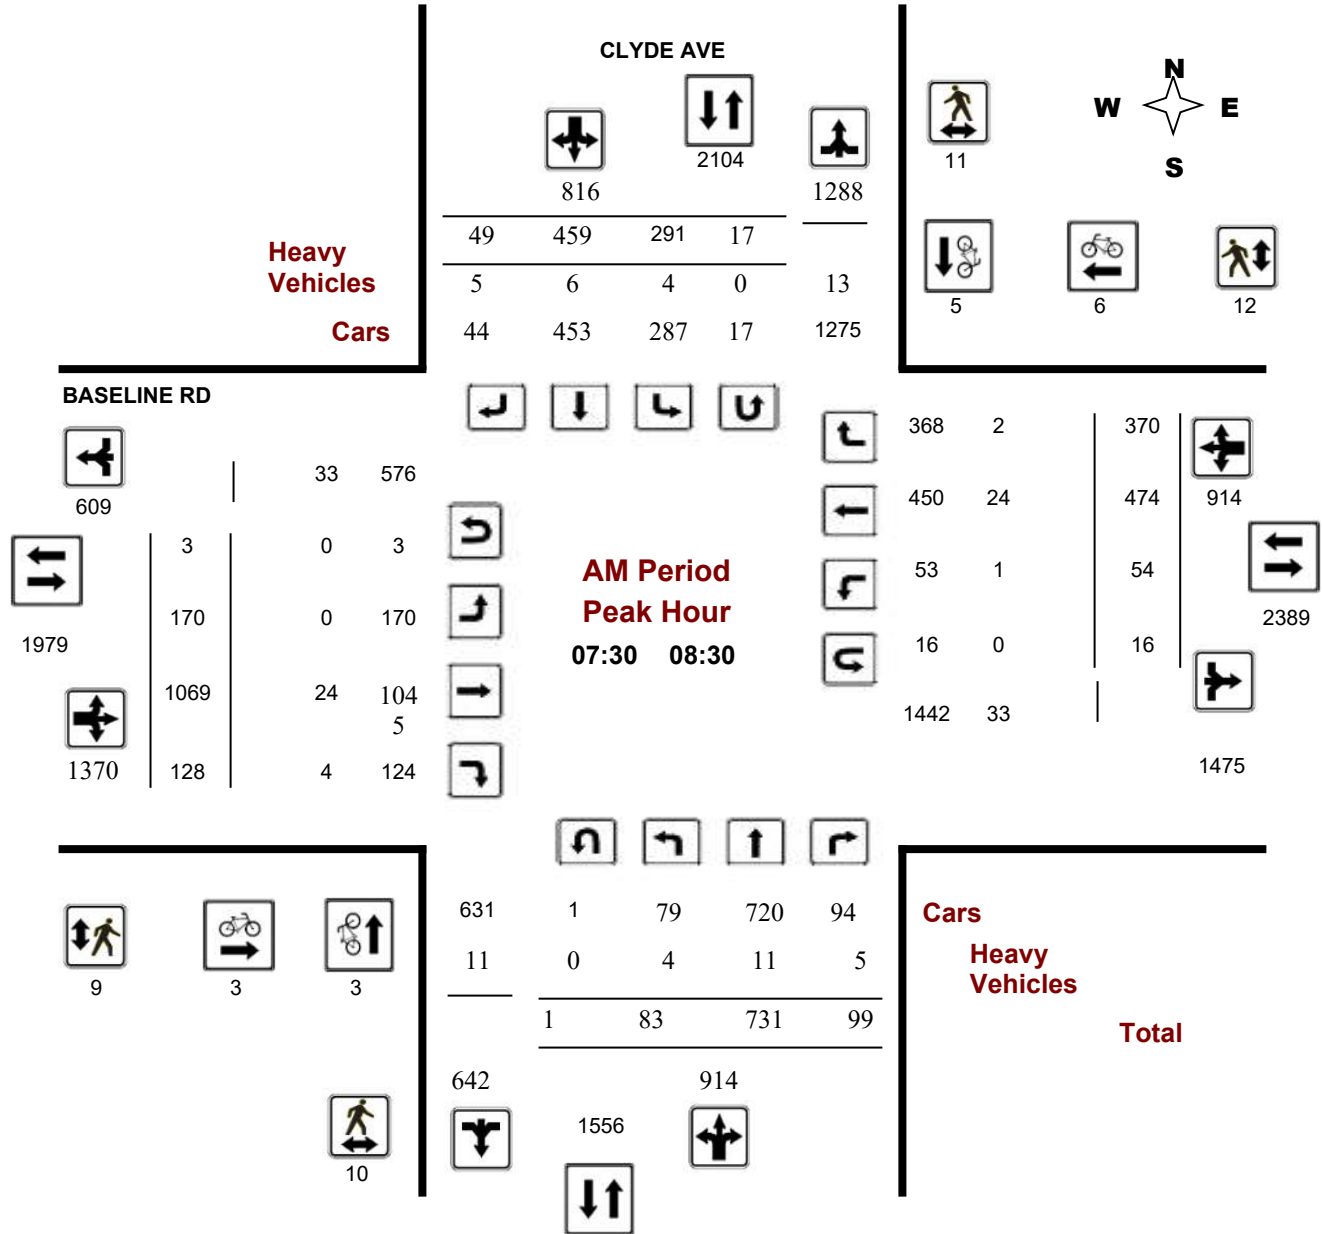 CLYDE AVE
N
W E
S
2104
11
816 1288
49 459 291 17
Heavy
Vehicles
5 6 4 0 13
5 6 12
Cars
44 453 287 17 1275
BASELINE RD
368 2 370
33 576
450 24 474 914
609
3 0 3
AM Period
53 1 54
Peak Hour
170 0 170
2389
1979
07:30 08:30
16 0 16
1069 24 104
5
1442 33
1370 128 4 124
1475
631 1 79 720 94
Cars
11 0 4 11 5
Heavy
Vehicles
9 3 3
1 83 731 99
Total
642 914
1556
10